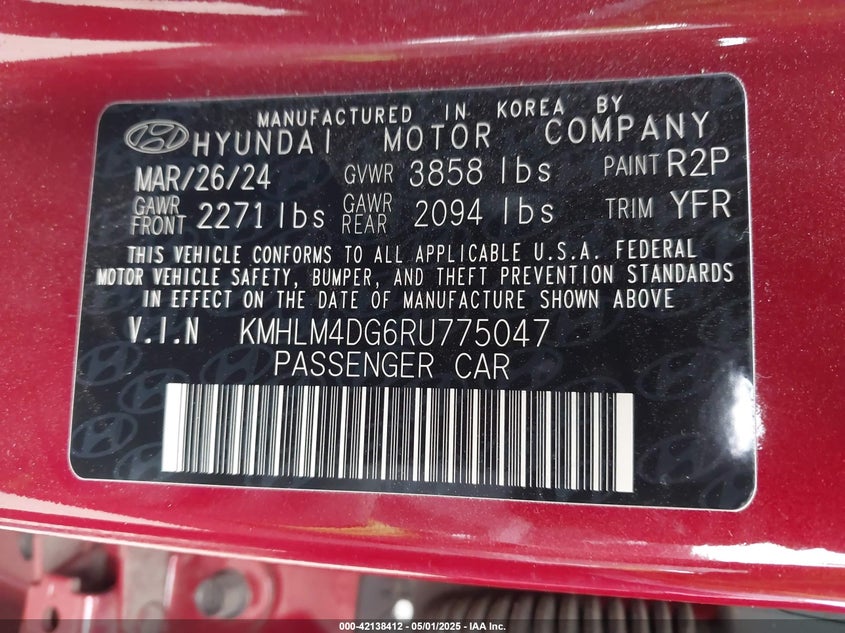 MANUFACTURED IN KOREA BY
HYUNDAI MOTOR COMPANY
MAR/26/24 GVWR 3858 lbs PAINT R2P
GAWR FRONT 2271 lbs GAWR REAR 2094 lbs TRIM YFR
THIS VEHICLE CONFORMS TO ALL APPLICABLE U.S.A. FEDERAL
MOTOR VEHICLE SAFETY, BUMPER, AND THEFT PREVENTION STANDARDS
IN EFFECT ON THE DATE OF MANUFACTURE SHOWN ABOVE
V.I.N KMHLM4DG6RU775047
PASSENGER CAR
000-42138412 - 05/01/2025 - IAA Inc.